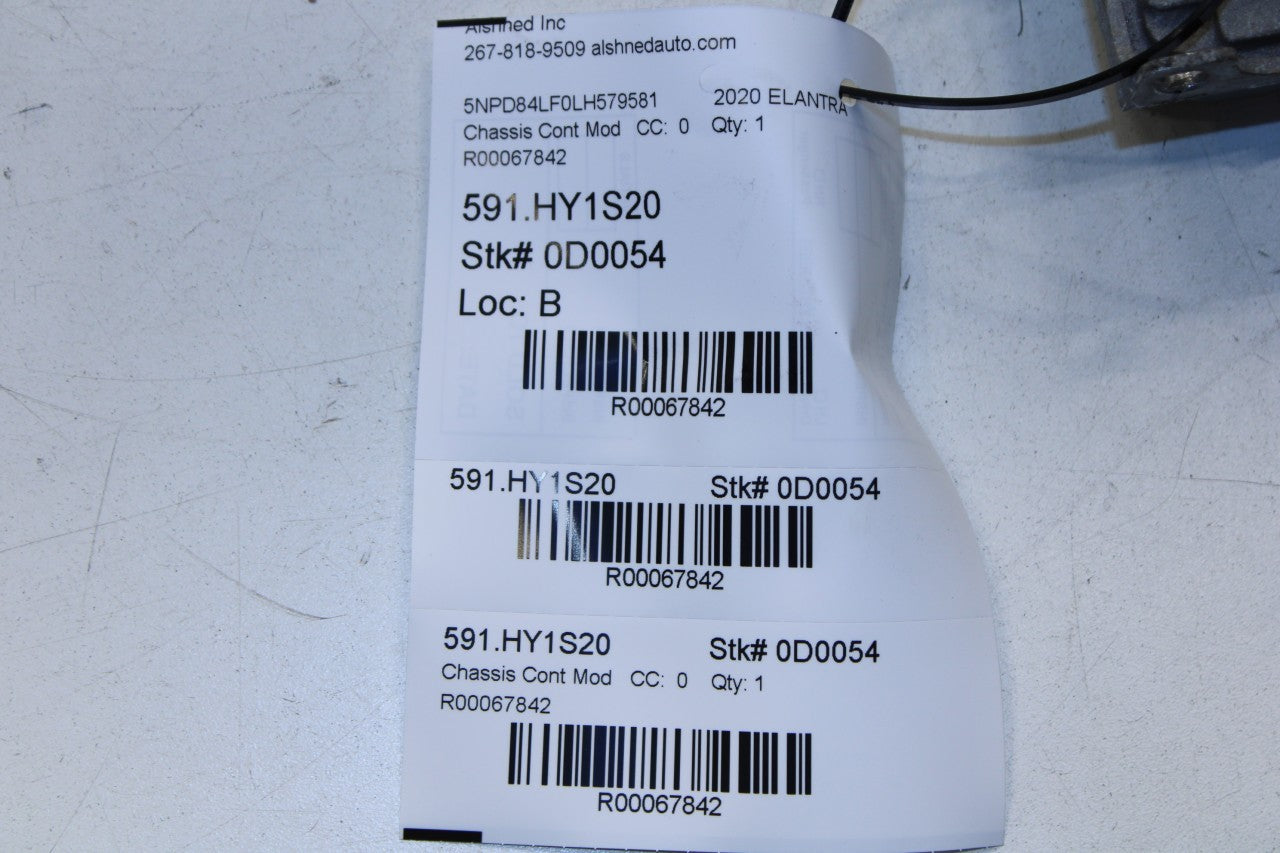 Alshned Inc
267-818-9509 alshnedauto.com
5NPD84LF0LH579581 2020 ELANTRA
Chassis Cont Mod CC: 0 Qty: 1
R00067842
591.HY1S20
Stk# 0D0054
Loc: B
R00067842
591.HY1S20 Stk# 0D0054
R00067842
591.HY1S20 Stk# 0D0054
Chassis Cont Mod CC: 0 Qty: 1
R00067842
R00067842